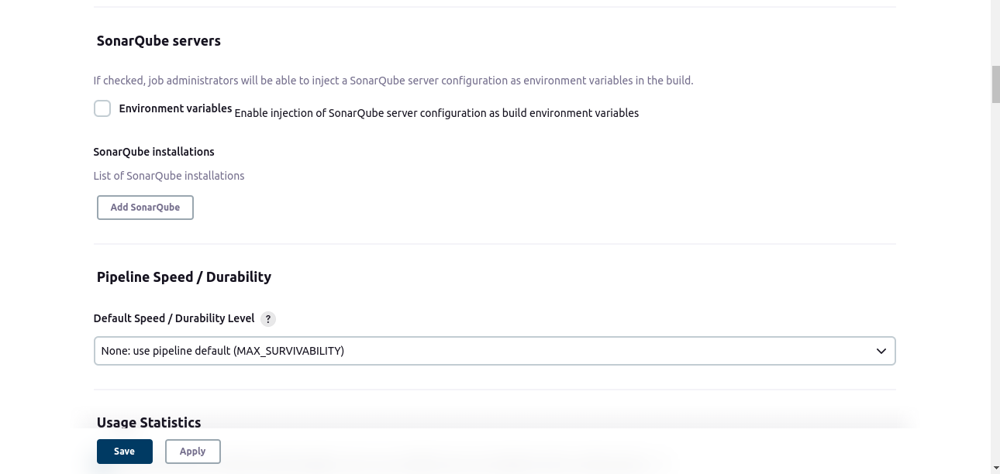 SonarQube servers
If checked, job administrators will be able to inject a SonarQube server configuration as environment variables in the build.
Environment variables Enable injection of SonarQube server configuration as build environment variables
SonarQube installations
List of SonarQube installations
Add SonarQube
Pipeline Speed / Durability
Default Speed / Durability Level ?
None: use pipeline default (MAX_SURVIVABILITY)
Usage Statistics
Save Apply